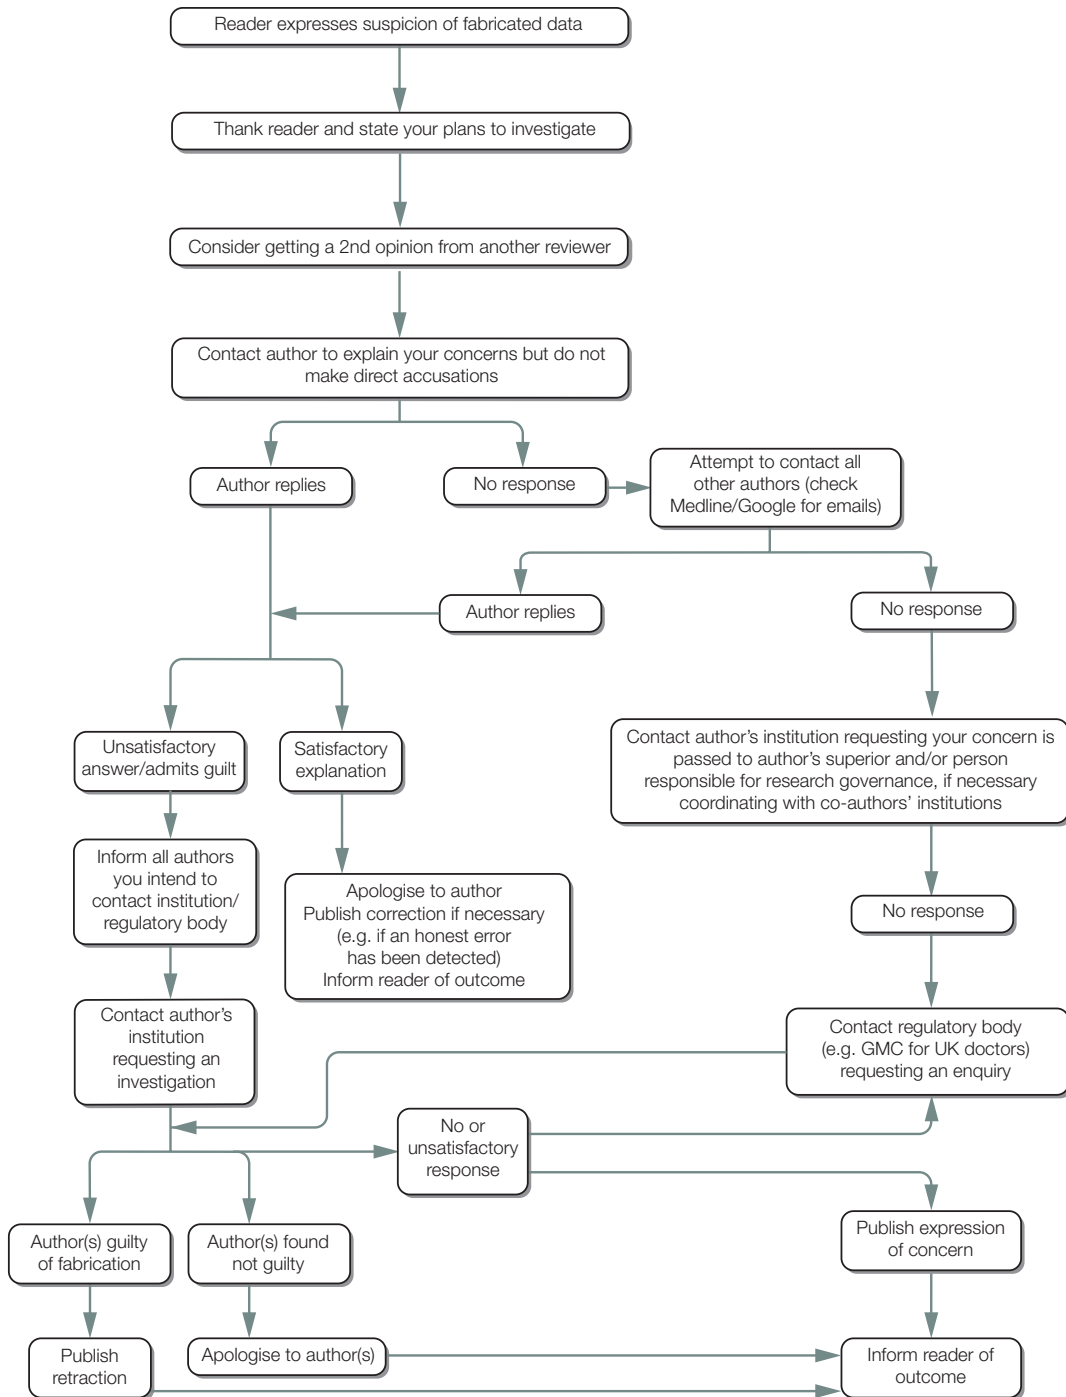 Reader expresses suspicion of fabricated data
Thank reader and state your plans to investigate
Consider getting a 2nd opinion from another reviewer
Contact author to explain your concerns but do not
make direct accusations
Author replies
No response
Attempt to contact all
other authors (check
Medline/Google for emails)
Author replies
No response
Unsatisfactory
answer/admits guilt
Satisfactory
explanation
Contact author's institution requesting your concern is
passed to author's superior and/or person
responsible for research governance, if necessary
coordinating with co-authors' institutions
Inform all authors
you intend to
contact institution/
regulatory body
Apologise to author
Publish correction if necessary
(e.g. if an honest error
has been detected)
Inform reader of outcome
No response
Contact author's
institution
requesting an
investigation
Contact regulatory body
(e.g. GMC for UK doctors)
requesting an enquiry
No or
unsatisfactory
response
Author(s) guilty
of fabrication
Author(s) found
not guilty
Publish expression
of concern
Publish
retraction
Apologise to author(s)
Inform reader of
outcome